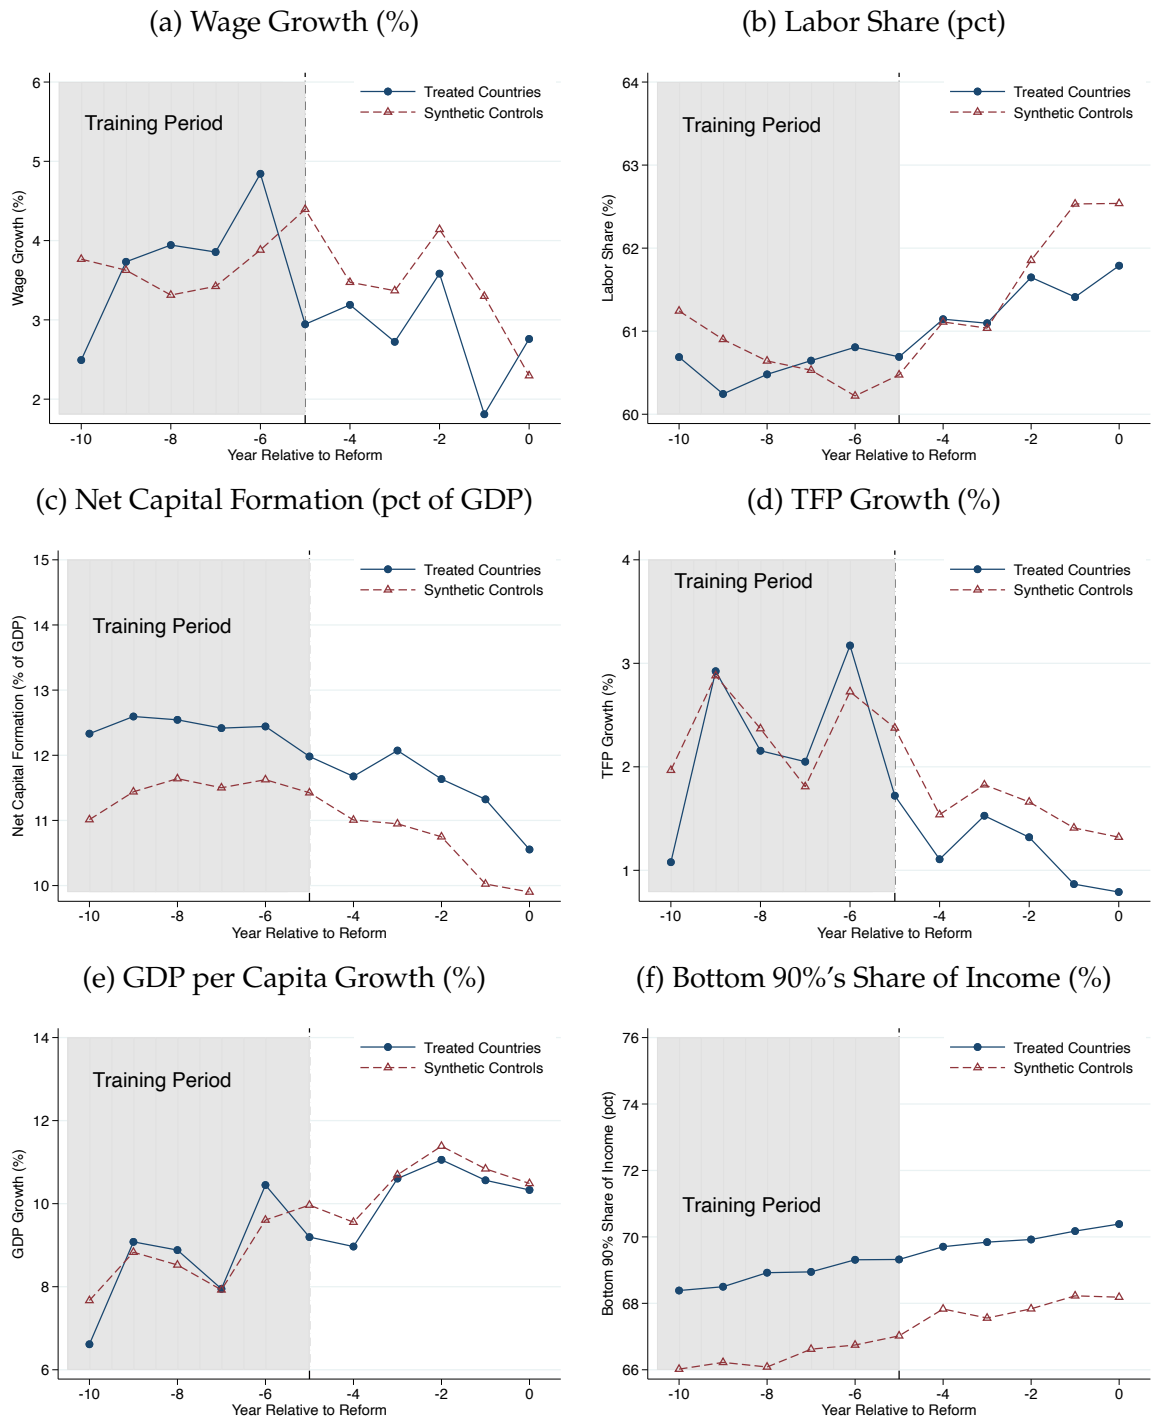 (a) Wage Growth (%)
Training Period
Treated Countries
Synthetic Controls
6
5
4
3
2
Wage Growth (%)
-10 -8 -6 -4 -2 0
Year Relative to Reform
(b) Labor Share (pct)
Training Period
Treated Countries
Synthetic Controls
64
63
62
61
60
Labor Share (%)
-10 -8 -6 -4 -2 0
Year Relative to Reform
(c) Net Capital Formation (pct of GDP)
Training Period
Treated Countries
Synthetic Controls
15
14
13
12
11
10
Net Capital Formation (% of GDP)
-10 -8 -6 -4 -2 0
Year Relative to Reform
(d) TFP Growth (%)
Training Period
Treated Countries
Synthetic Controls
4
3
2
1
TFP Growth (%)
-10 -8 -6 -4 -2 0
Year Relative to Reform
(e) GDP per Capita Growth (%)
Training Period
Treated Countries
Synthetic Controls
14
12
10
8
6
GDP Growth (%)
-10 -8 -6 -4 -2 0
Year Relative to Reform
(f) Bottom 90%'s Share of Income (%)
Training Period
Treated Countries
Synthetic Controls
76
74
72
70
68
66
Bottom 90% Share of Income (pct)
-10 -8 -6 -4 -2 0
Year Relative to Reform